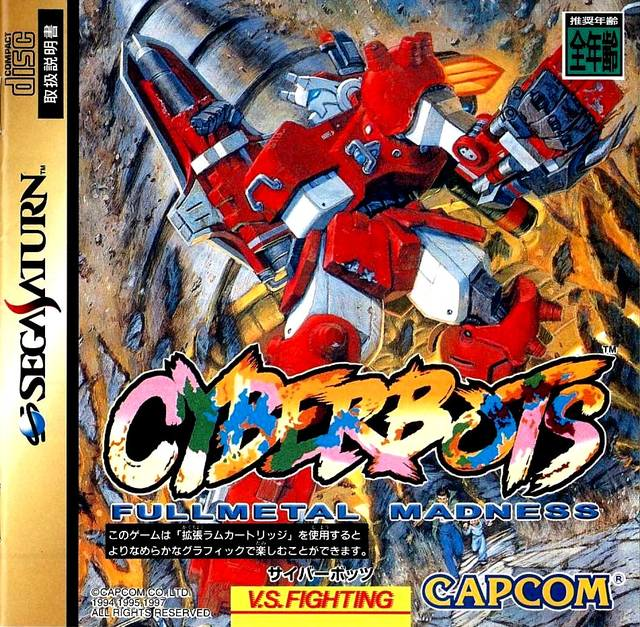 COMPACT
disc
取扱説明書
推奨年齢
全年齢
SEGA SATURN™
CYBERBOTS™
FULLMETAL MADNESS
このゲームは「拡張ラムカートリッジ」を使用すると
よりなめらかなグラフィックで楽しむことができます。
サイバーボッツ
©CAPCOM CO., LTD.
1994, 1995, 1997
ALL RIGHTS RESERVED.
V.S. FIGHTING
CAPCOM®